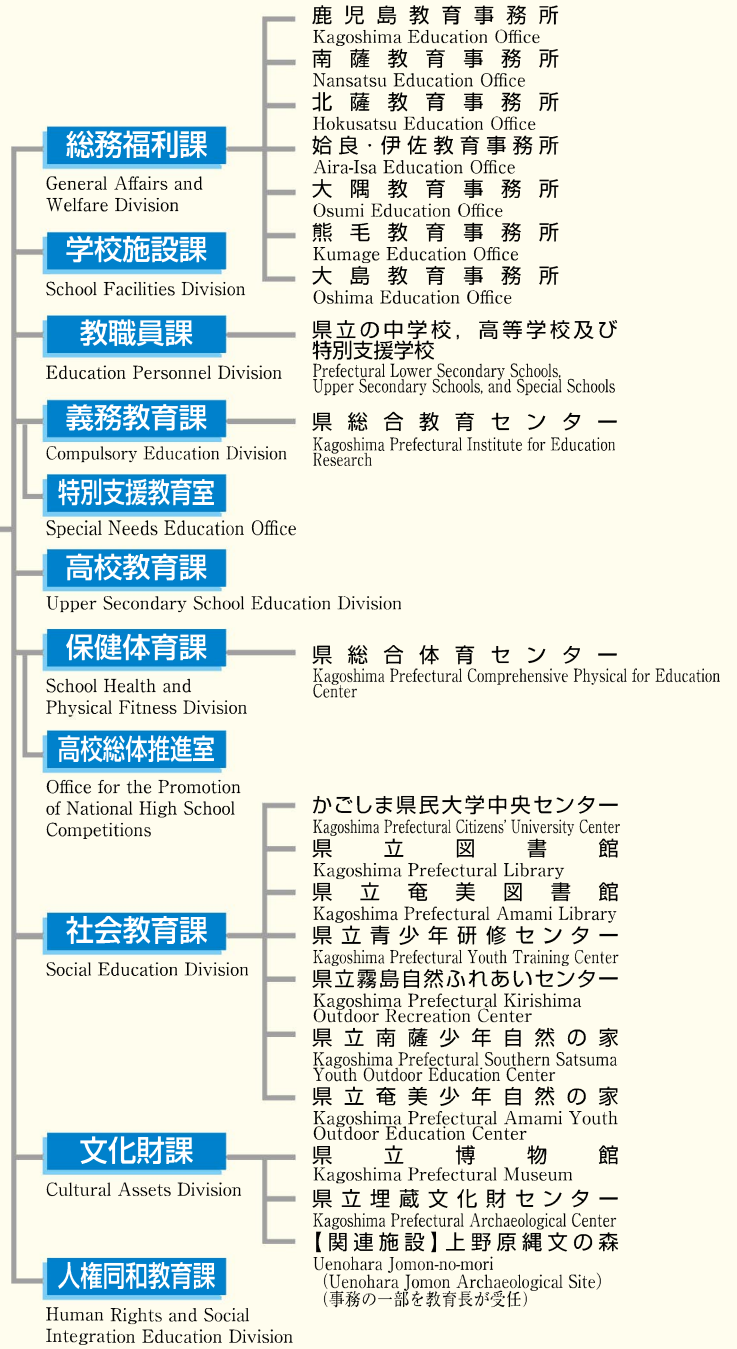 総務福利課
General Affairs and
Welfare Division
鹿児島教育事務所
Kagoshima Education Office
南薩教育事務所
Nansatsu Education Office
北薩教育事務所
Hokusatsu Education Office
姶良・伊佐教育事務所
Aira-Isa Education Office
大隅教育事務所
Osumi Education Office
熊毛教育事務所
Kumage Education Office
大島教育事務所
Oshima Education Office
学校施設課
School Facilities Division
教職員課
Education Personnel Division
県立の中学校，高等学校及び
特別支援学校
Prefectural Lower Secondary Schools,
Upper Secondary Schools, and Special Schools
義務教育課
Compulsory Education Division
県総合教育センター
Kagoshima Prefectural Institute for Education
Research
特別支援教育室
Special Needs Education Office
高校教育課
Upper Secondary School Education Division
保健体育課
School Health and
Physical Fitness Division
県総合体育センター
Kagoshima Prefectural Comprehensive Physical for Education
Center
高校総体推進室
Office for the Promotion
of National High School
Competitions
社会教育課
Social Education Division
かごしま県民大学中央センター
Kagoshima Prefectural Citizens' University Center
県立図書館
Kagoshima Prefectural Library
県立奄美図書館
Kagoshima Prefectural Amami Library
県立青少年研修センター
Kagoshima Prefectural Youth Training Center
県立霧島自然ふれあいセンター
Kagoshima Prefectural Kirishima
Outdoor Recreation Center
県立南薩少年自然の家
Kagoshima Prefectural Southern Satsuma
Youth Outdoor Education Center
県立奄美少年自然の家
Kagoshima Prefectural Amami Youth
Outdoor Education Center
文化財課
Cultural Assets Division
県立博物館
Kagoshima Prefectural Museum
県立埋蔵文化財センター
Kagoshima Prefectural Archaeological Center
【関連施設】上野原縄文の森
Uenohara Jomon-no-mori
（Uenohara Jomon Archaeological Site）
（事務の一部を教育長が受任）
人権同和教育課
Human Rights and Social
Integration Education Division